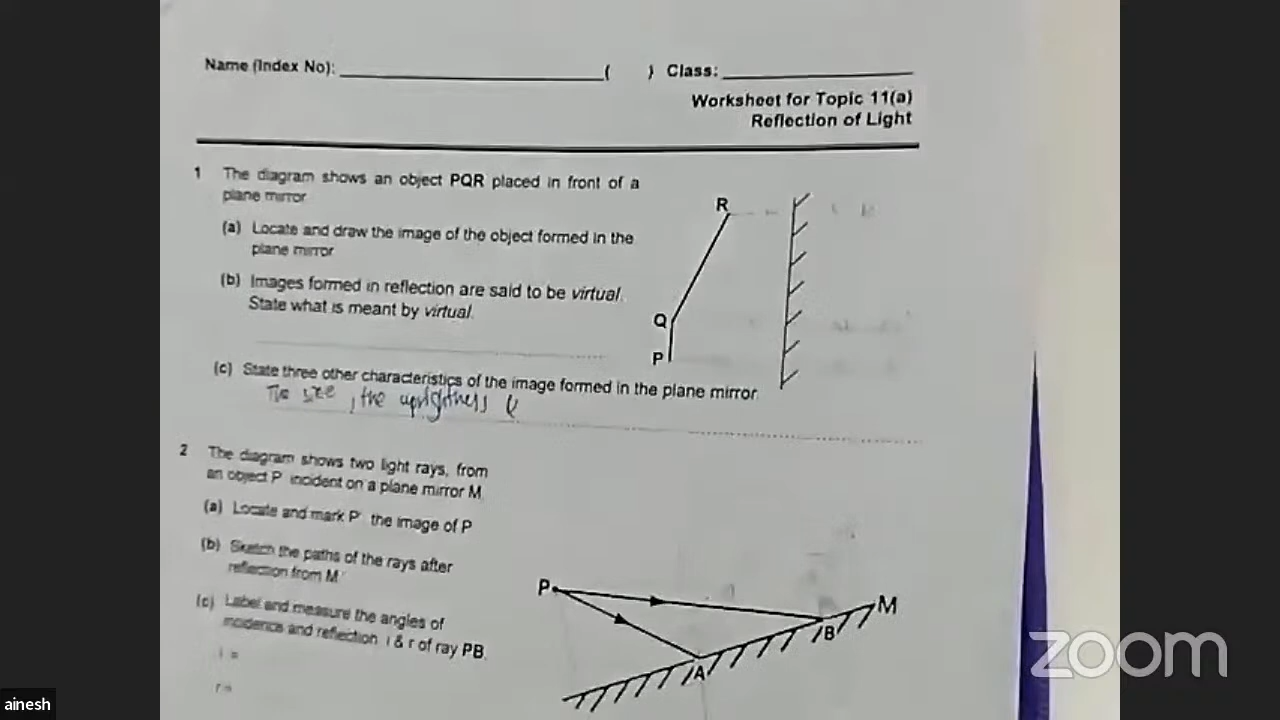 Name (Index No): ( ) Class:
Worksheet for Topic 11(a)
Reflection of Light
1 The diagram shows an object PQR placed in front of a
plane mirror
(a) Locate and draw the image of the object formed in the
plane mirror
(b) Images formed in reflection are said to be virtual.
State what is meant by virtual.
R
Q
P
(c) State three other characteristics of the image formed in the plane mirror.
The size, the uprightness &
2 The diagram shows two light rays, from
an object P incident on a plane mirror M
(a) Locate and mark P' the image of P
(b) Sketch the paths of the rays after
reflection from M
(c) Label and measure the angles of
incidence and reflection i & r of ray PB.
i =
r =
P
M
B
A
zoom
ainesh